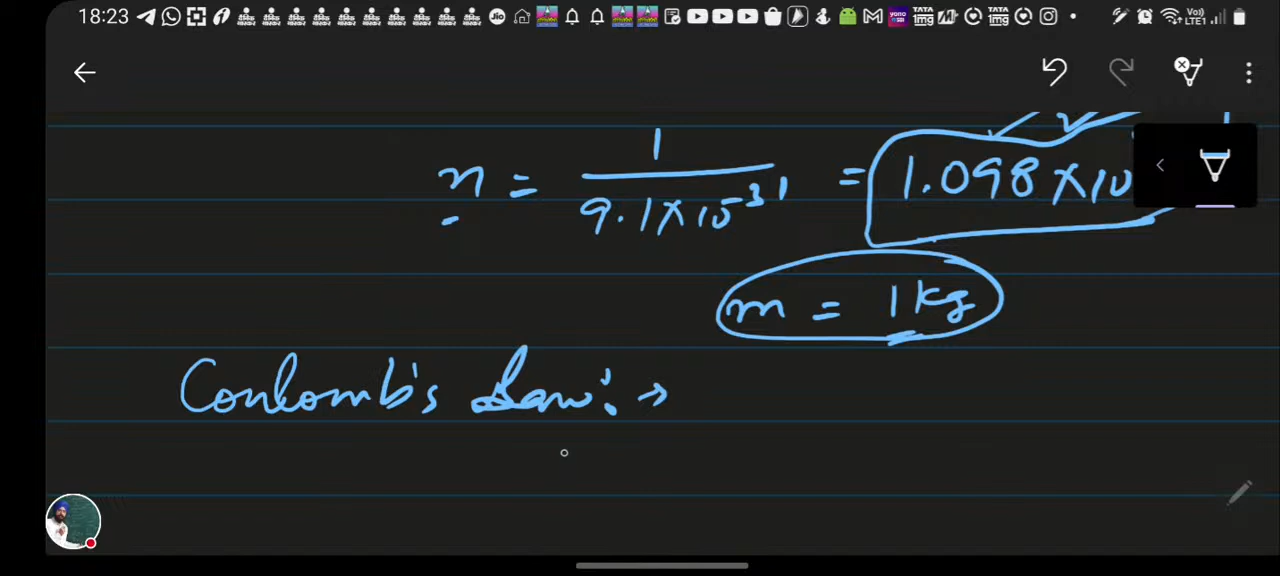 18:23
n = 1 / 9.1×10⁻³¹ = 1.098×10
m = 1kg
Coulomb's Law: →